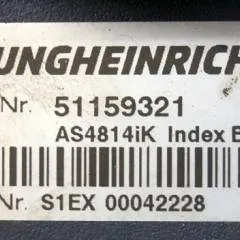 UNGHEINRICH
Nr. 51159321
AS4814iK Index B
Nr. S1EX 00042228